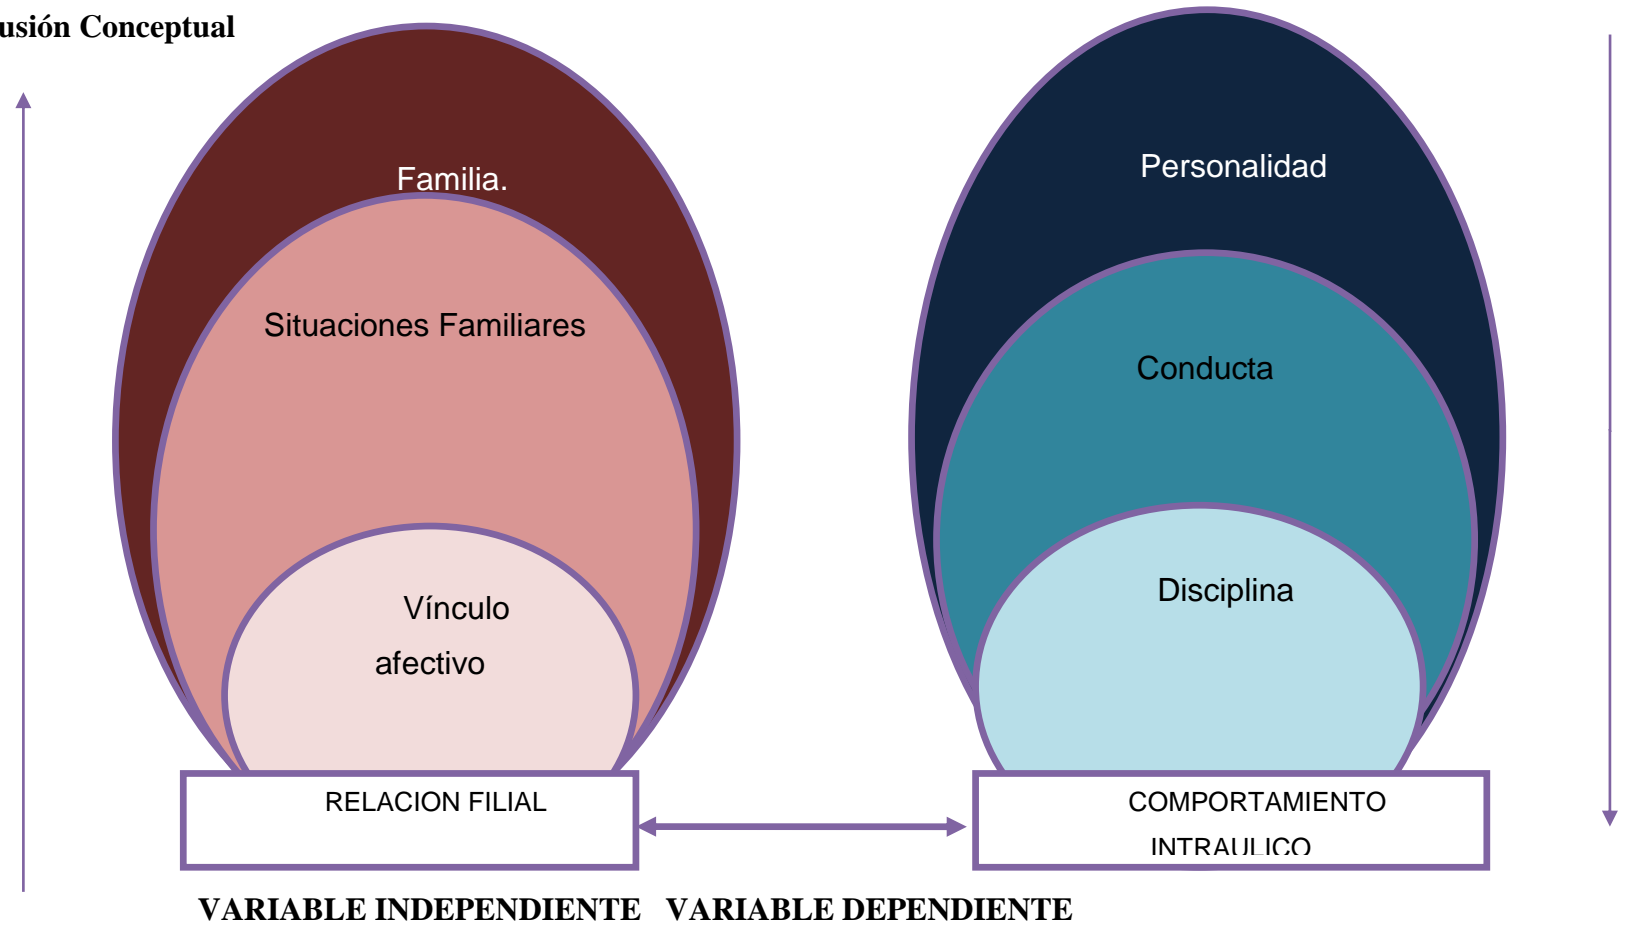 usión Conceptual
Familia.
Situaciones Familiares
Vínculo
afectivo
RELACION FILIAL
Personalidad
Conducta
Disciplina
COMPORTAMIENTO
INTRAULICO
VARIABLE INDEPENDIENTE VARIABLE DEPENDIENTE